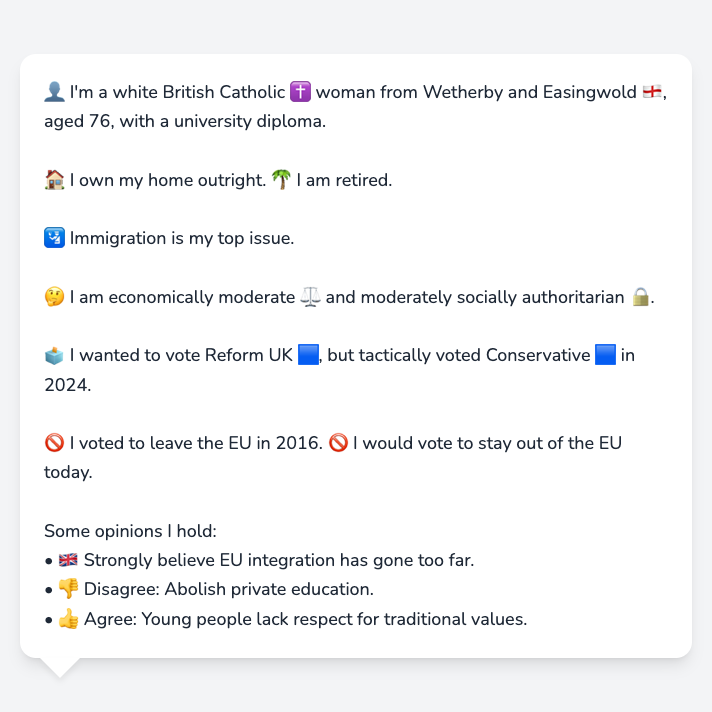 👤 I'm a white British Catholic ✝️ woman from Wetherby and Easingwold 🏴󠁧󠁢󠁥󠁮󠁧󠁿,
aged 76, with a university diploma.
🏠 I own my home outright. 🌴 I am retired.
🛂 Immigration is my top issue.
🤔 I am economically moderate ⚖️ and moderately socially authoritarian 🔒.
🗳️ I wanted to vote Reform UK 🟦, but tactically voted Conservative 🟦 in
2024.
🚫 I voted to leave the EU in 2016. 🚫 I would vote to stay out of the EU
today.
Some opinions I hold:
• 🇬🇧 Strongly believe EU integration has gone too far.
• 👎 Disagree: Abolish private education.
• 👍 Agree: Young people lack respect for traditional values.